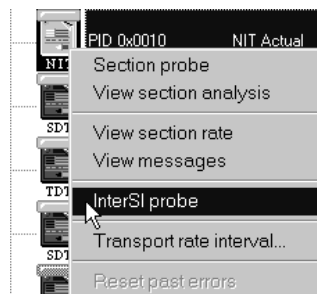 PID 0x0010 NIT Actual
NIT
Section probe
View section analysis
SDT
View section rate
View messages
TDT
InterSI probe
Transport rate interval...
SDT
Reset past errors